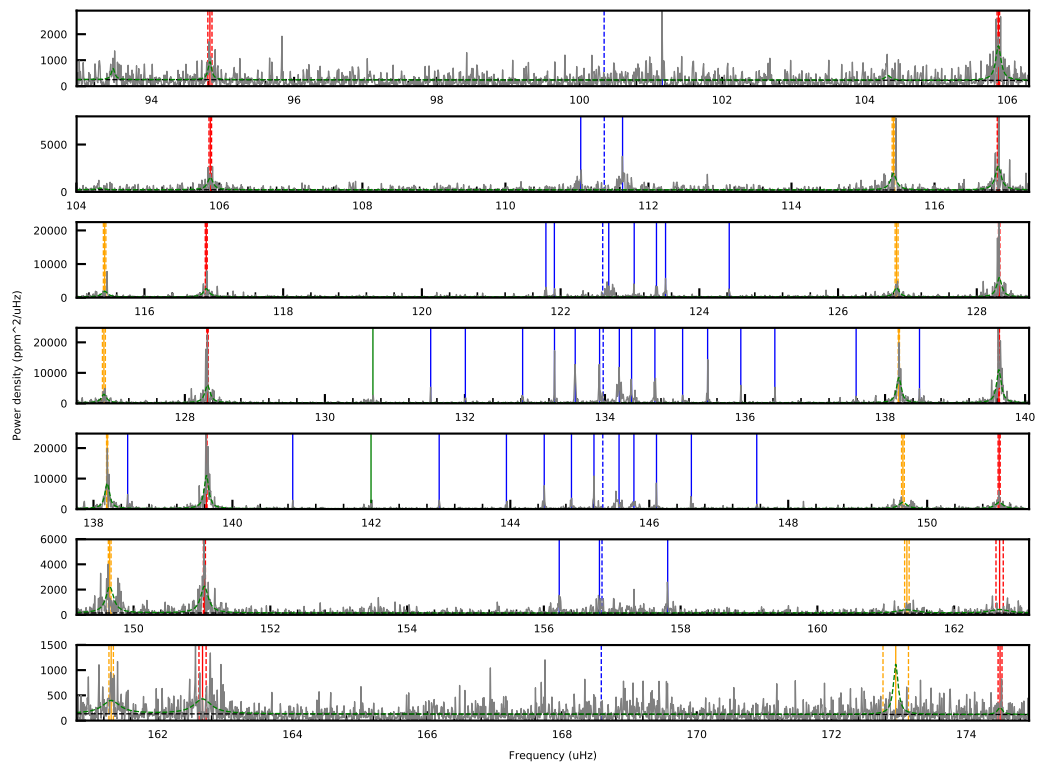 2000
1000
0
94 96 98 100 102 104 106
5000
0
104 106 108 110 112 114 116
20000
10000
0
116 118 120 122 124 126 128
20000
10000
0
128 130 132 134 136 138 140
20000
10000
0
138 140 142 144 146 148 150
6000
4000
2000
0
150 152 154 156 158 160 162
1500
1000
500
0
162 164 166 168 170 172 174
Power density (ppm^2/uHz)
Frequency (uHz)